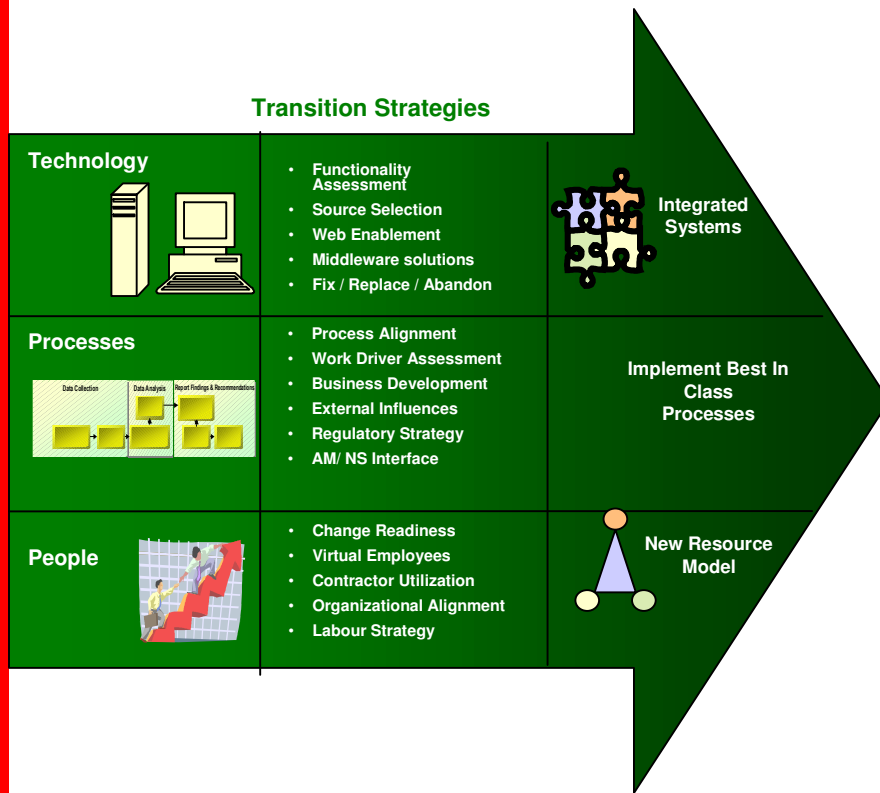 Transition Strategies
Technology
• Functionality
Assessment
• Source Selection
• Web Enablement
• Middleware solutions
• Fix / Replace / Abandon
Integrated
Systems
Processes
Data Collection
Data Analysis
Report Findings & Recommendations
• Process Alignment
• Work Driver Assessment
• Business Development
• External Influences
• Regulatory Strategy
• AM/ NS Interface
Implement Best In
Class
Processes
People
• Change Readiness
• Virtual Employees
• Contractor Utilization
• Organizational Alignment
• Labour Strategy
New Resource
Model